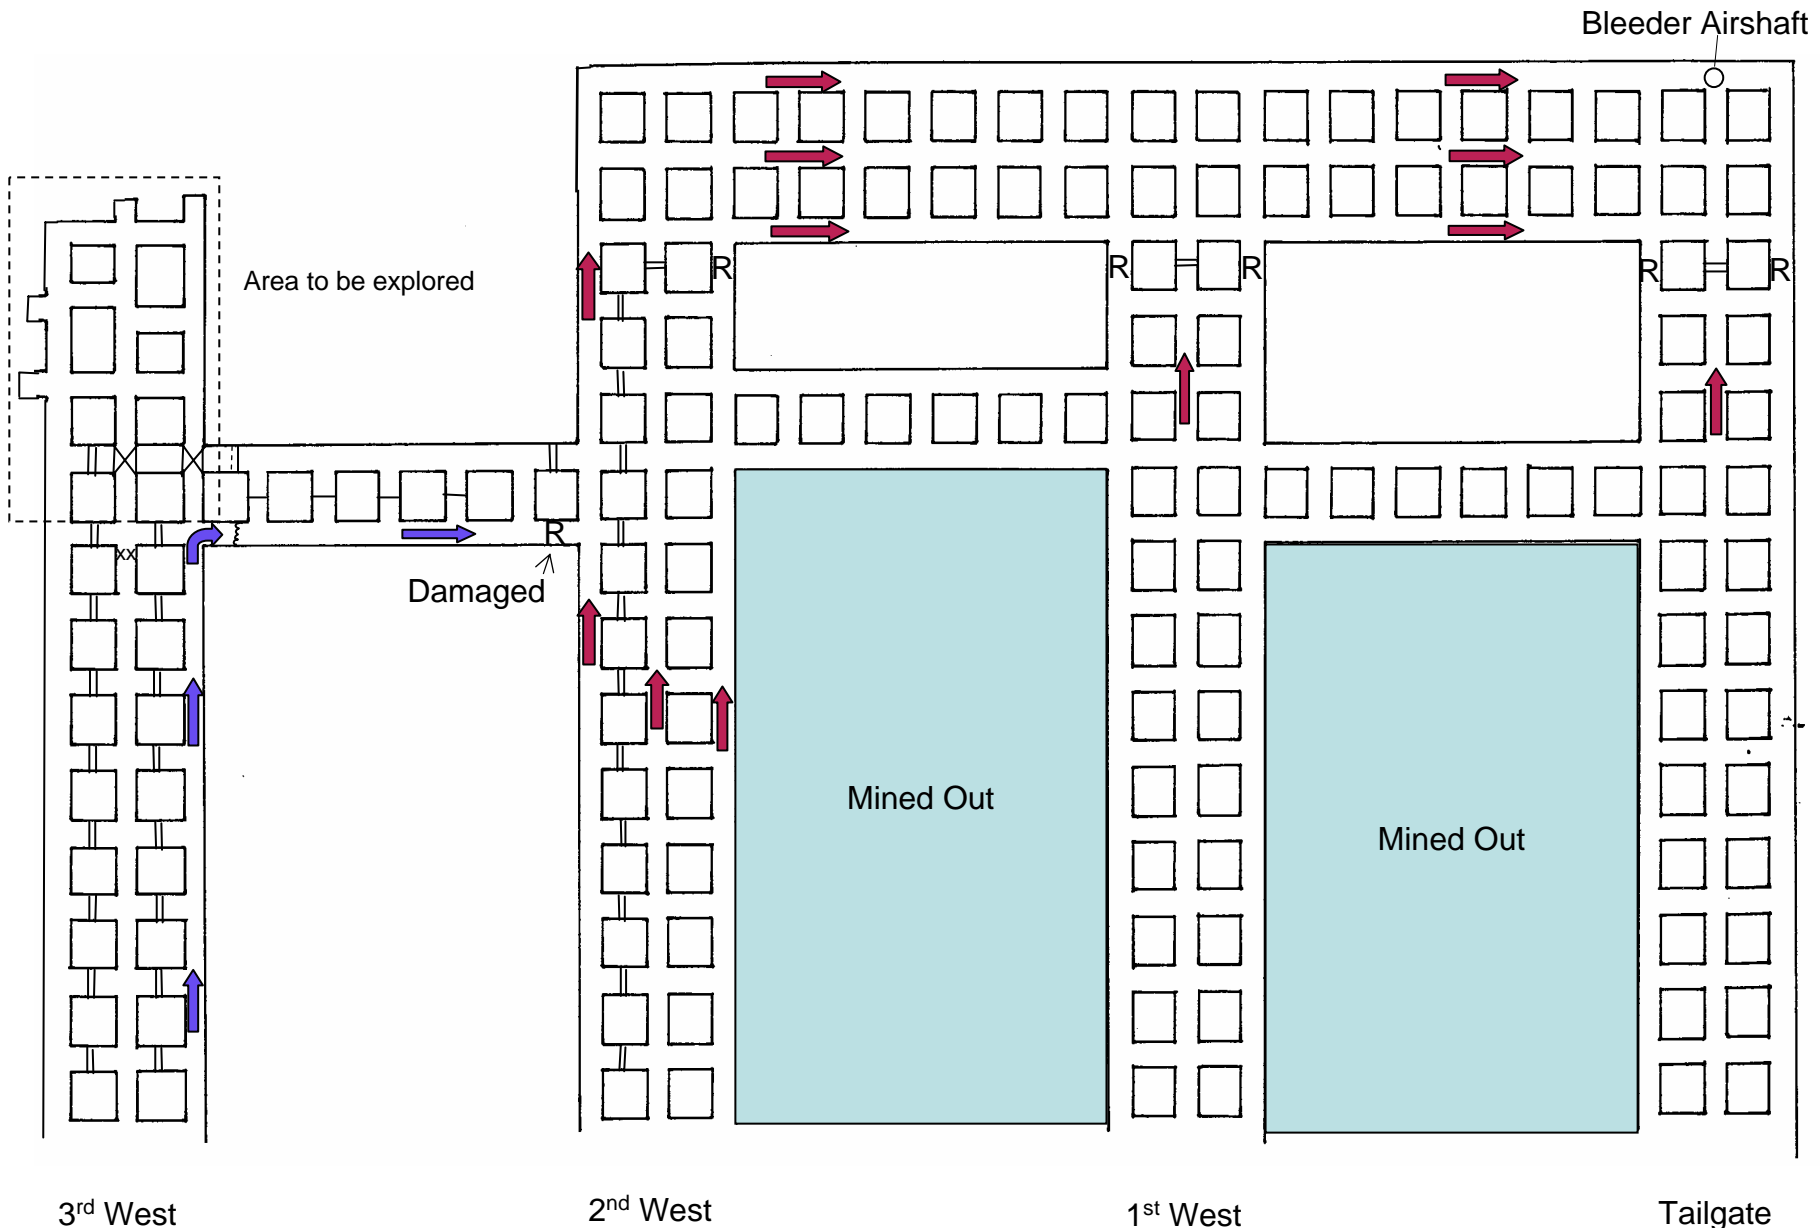 Bleeder Airshaft
Area to be explored
R
R
R
R
R
R
xx
Damaged
Mined Out
Mined Out
3rd West
2nd West
1st West
Tailgate